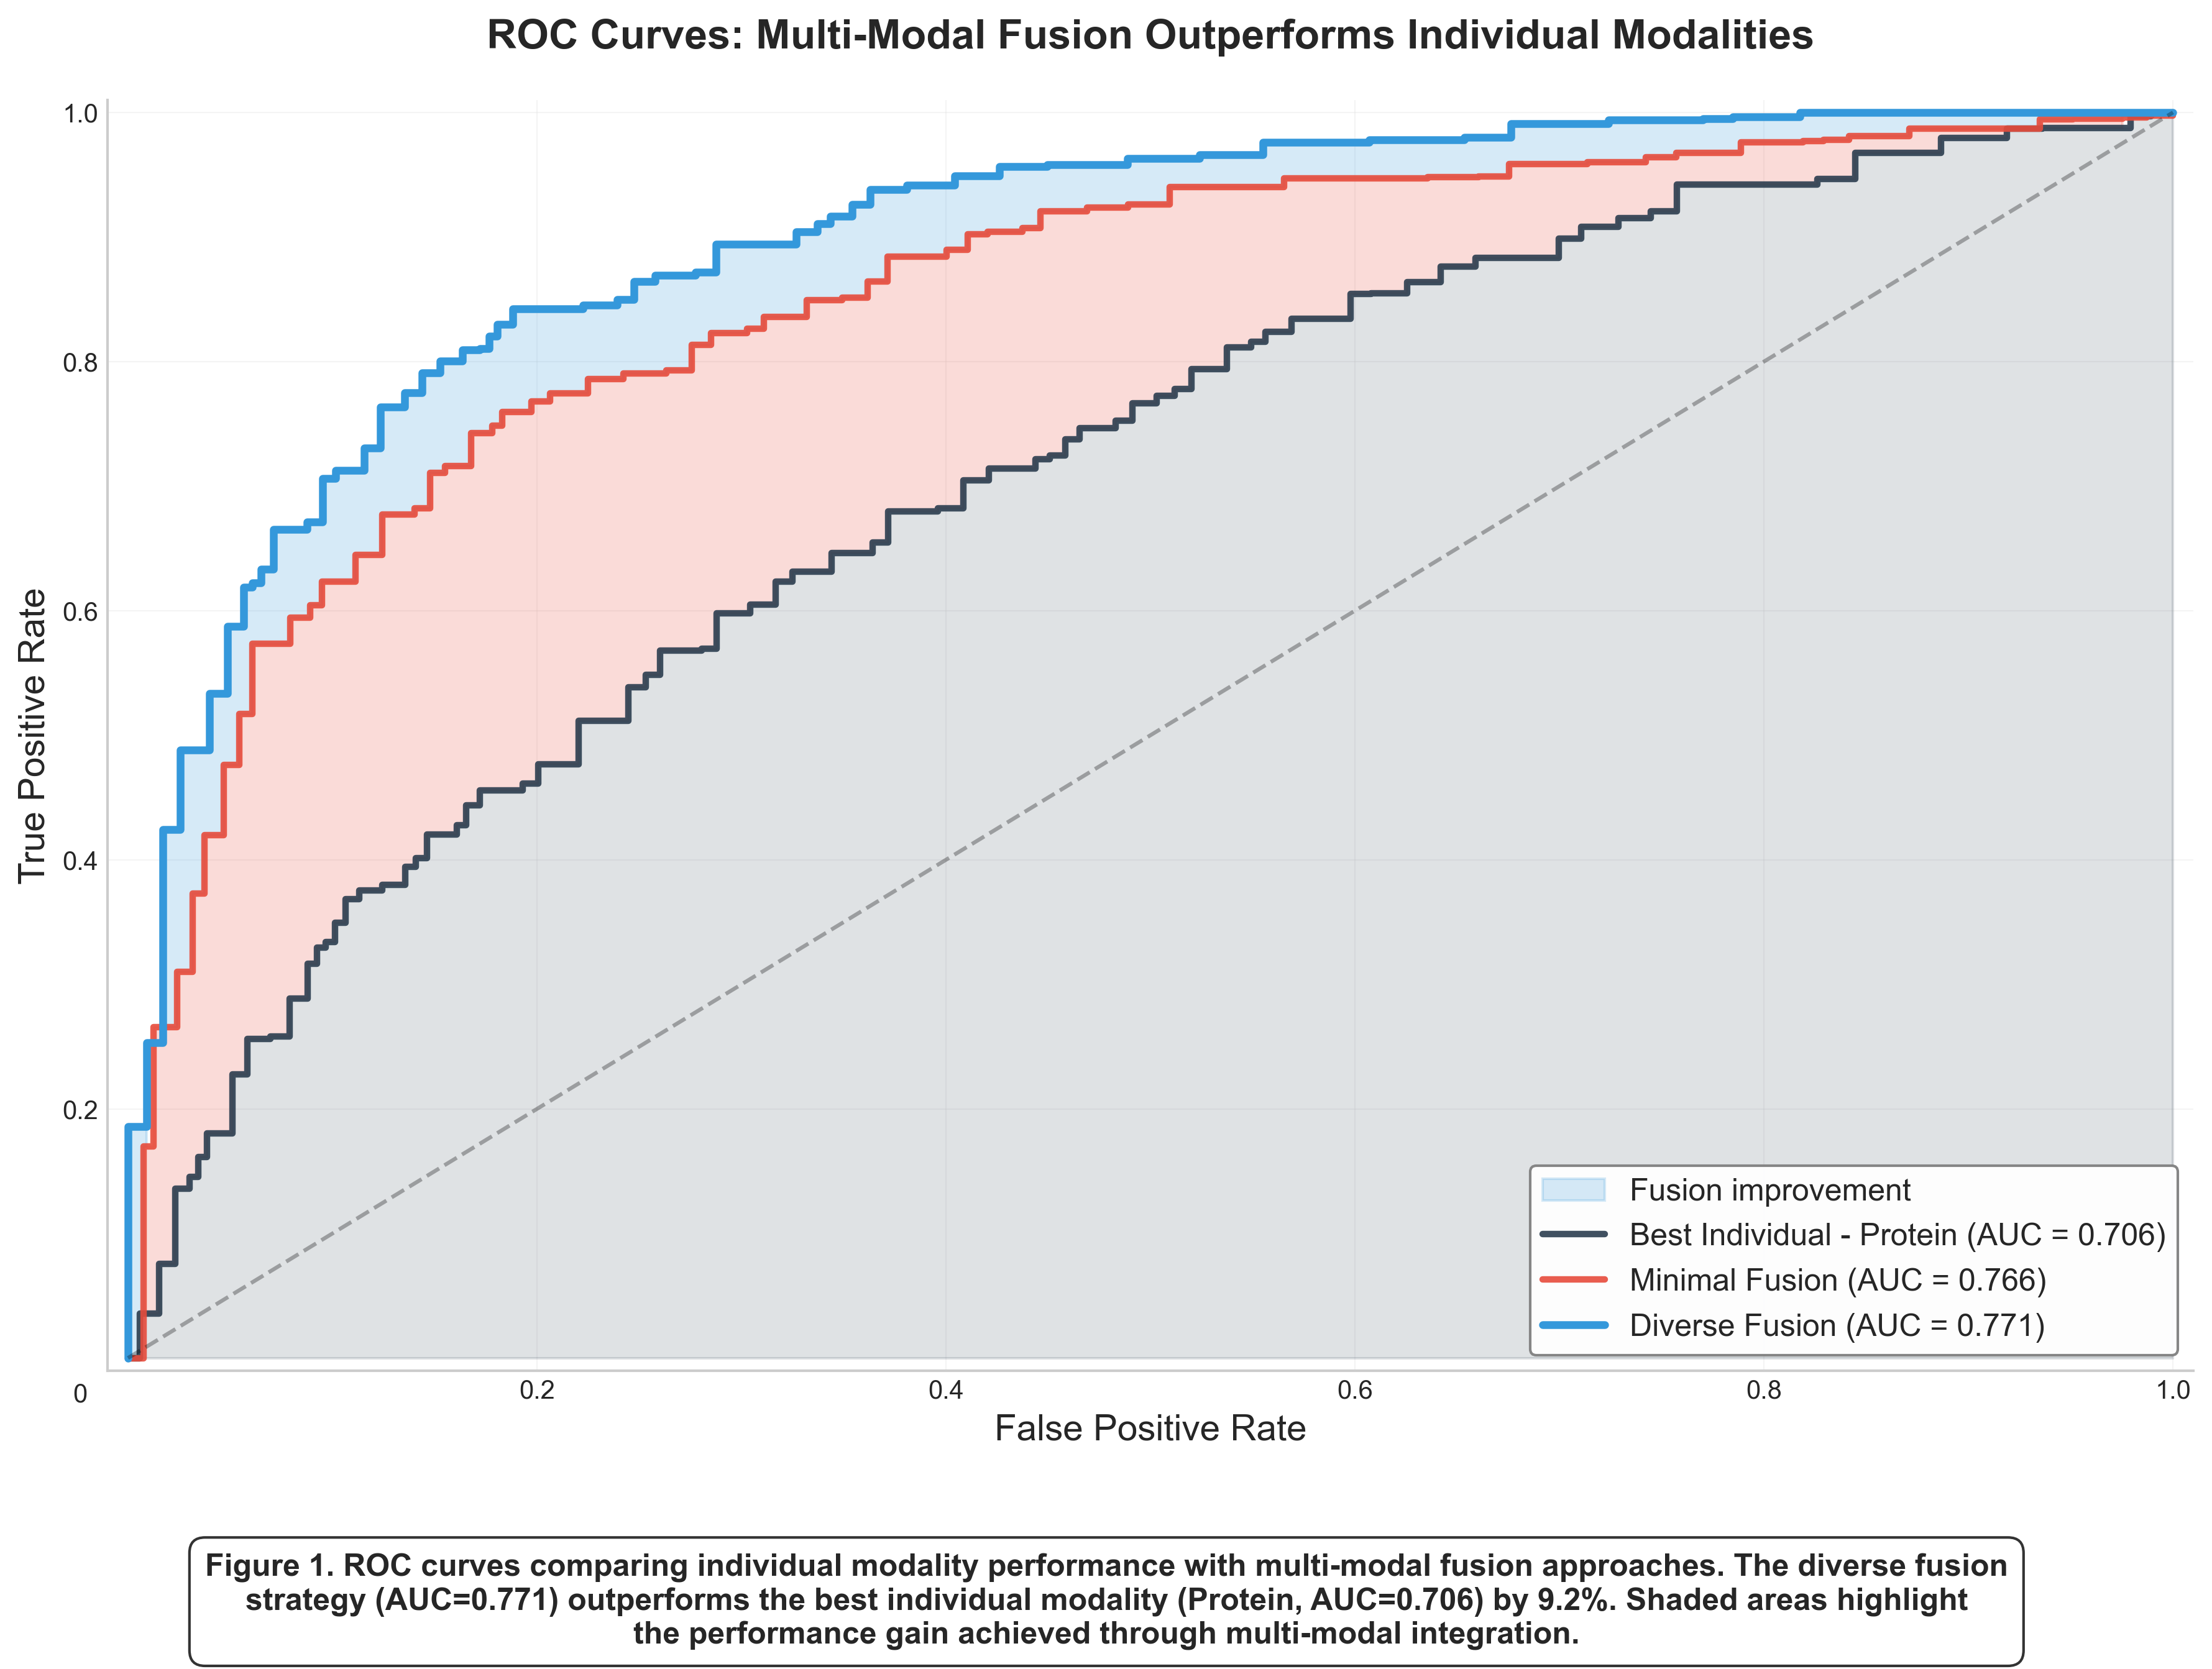 ROC Curves: Multi-Modal Fusion Outperforms Individual Modalities
1.0
0.8
0.6
0.4
0.2
0
True Positive Rate
0.2
0.4
0.6
0.8
1.0
False Positive Rate
Fusion improvement
Best Individual - Protein (AUC = 0.706)
Minimal Fusion (AUC = 0.766)
Diverse Fusion (AUC = 0.771)
Figure 1. ROC curves comparing individual modality performance with multi-modal fusion approaches. The diverse fusion
strategy (AUC=0.771) outperforms the best individual modality (Protein, AUC=0.706) by 9.2%. Shaded areas highlight
the performance gain achieved through multi-modal integration.